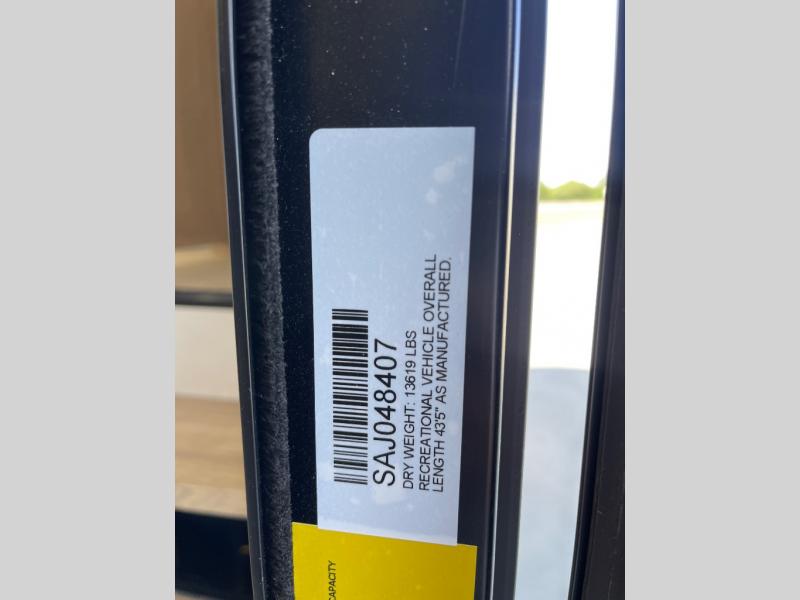 SAJ048407
DRY WEIGHT: 13619 LBS
RECREATIONAL VEHICLE OVERALL
LENGTH 43'5" AS MANUFACTURED.
CAPACITY